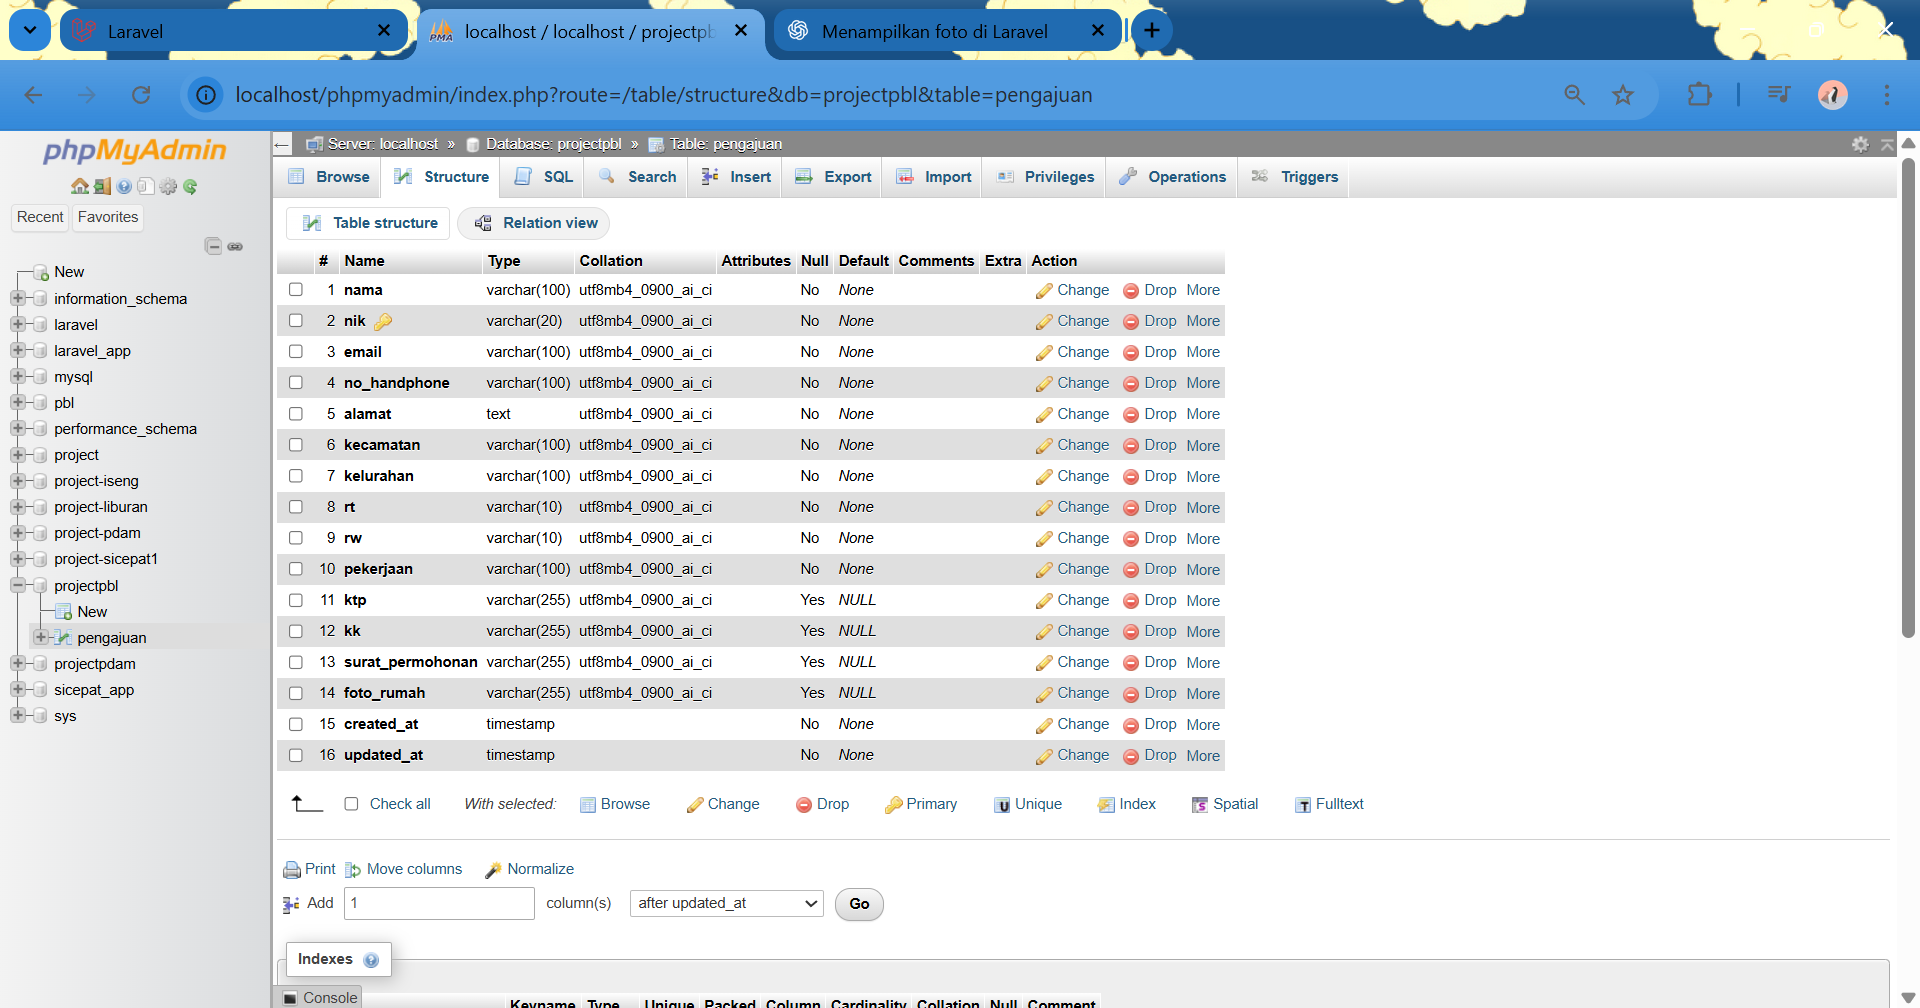 Laravel
localhost / localhost / projectpb
Menampilkan foto di Laravel
localhost/phpmyadmin/index.php?route=/table/structure&db=projectpbl&table=pengajuan
phpMyAdmin
Recent Favorites
New
information_schema
laravel
laravel_app
mysql
pbl
performance_schema
project
project-iseng
project-liburan
project-pdam
project-sicepat1
projectpbl
New
pengajuan
projectpdam
sicepat_app
sys
Server: localhost » Database: projectpbl » Table: pengajuan
Browse Structure SQL Search Insert Export Import Privileges Operations Triggers
Table structure Relation view
# Name Type Collation Attributes Null Default Comments Extra Action
1 nama varchar(100) utf8mb4_0900_ai_ci No None Change Drop More
2 nik varchar(20) utf8mb4_0900_ai_ci No None Change Drop More
3 email varchar(100) utf8mb4_0900_ai_ci No None Change Drop More
4 no_handphone varchar(100) utf8mb4_0900_ai_ci No None Change Drop More
5 alamat text utf8mb4_0900_ai_ci No None Change Drop More
6 kecamatan varchar(100) utf8mb4_0900_ai_ci No None Change Drop More
7 kelurahan varchar(100) utf8mb4_0900_ai_ci No None Change Drop More
8 rt varchar(10) utf8mb4_0900_ai_ci No None Change Drop More
9 rw varchar(10) utf8mb4_0900_ai_ci No None Change Drop More
10 pekerjaan varchar(100) utf8mb4_0900_ai_ci No None Change Drop More
11 ktp varchar(255) utf8mb4_0900_ai_ci Yes NULL Change Drop More
12 kk varchar(255) utf8mb4_0900_ai_ci Yes NULL Change Drop More
13 surat_permohonan varchar(255) utf8mb4_0900_ai_ci Yes NULL Change Drop More
14 foto_rumah varchar(255) utf8mb4_0900_ai_ci Yes NULL Change Drop More
15 created_at timestamp No None Change Drop More
16 updated_at timestamp No None Change Drop More
Check all With selected: Browse Change Drop Primary Unique Index Spatial Fulltext
Print Move columns Normalize
Add 1 column(s) after updated_at Go
Indexes
Console
Keyname Type Unique Packed Column Cardinality Collation Null Comment